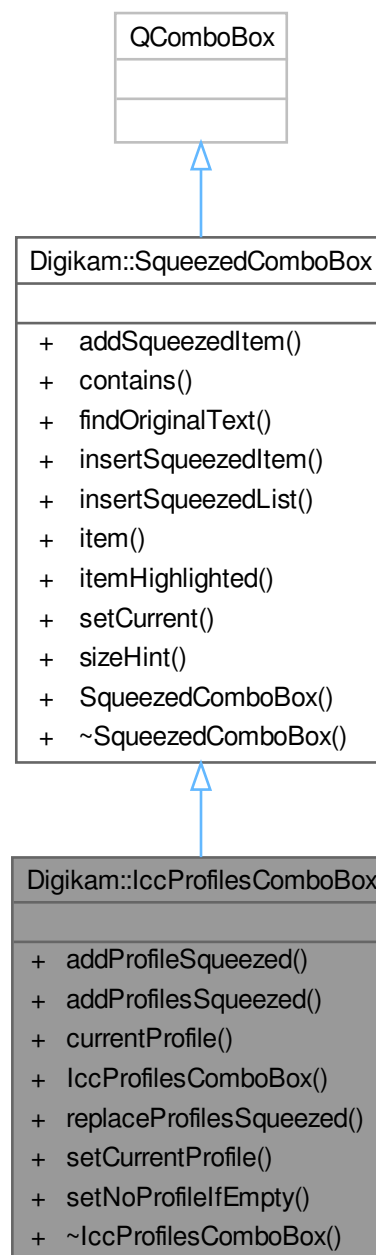 QComboBox
Digikam::SqueezedComboBox
+ addSqueezedItem()
+ contains()
+ findOriginalText()
+ insertSqueezedItem()
+ insertSqueezedList()
+ item()
+ itemHighlighted()
+ setCurrent()
+ sizeHint()
+ SqueezedComboBox()
+ ~SqueezedComboBox()
Digikam::IccProfilesComboBox
+ addProfileSqueezed()
+ addProfilesSqueezed()
+ currentProfile()
+ IccProfilesComboBox()
+ replaceProfilesSqueezed()
+ setCurrentProfile()
+ setNoProfileIfEmpty()
+ ~IccProfilesComboBox()